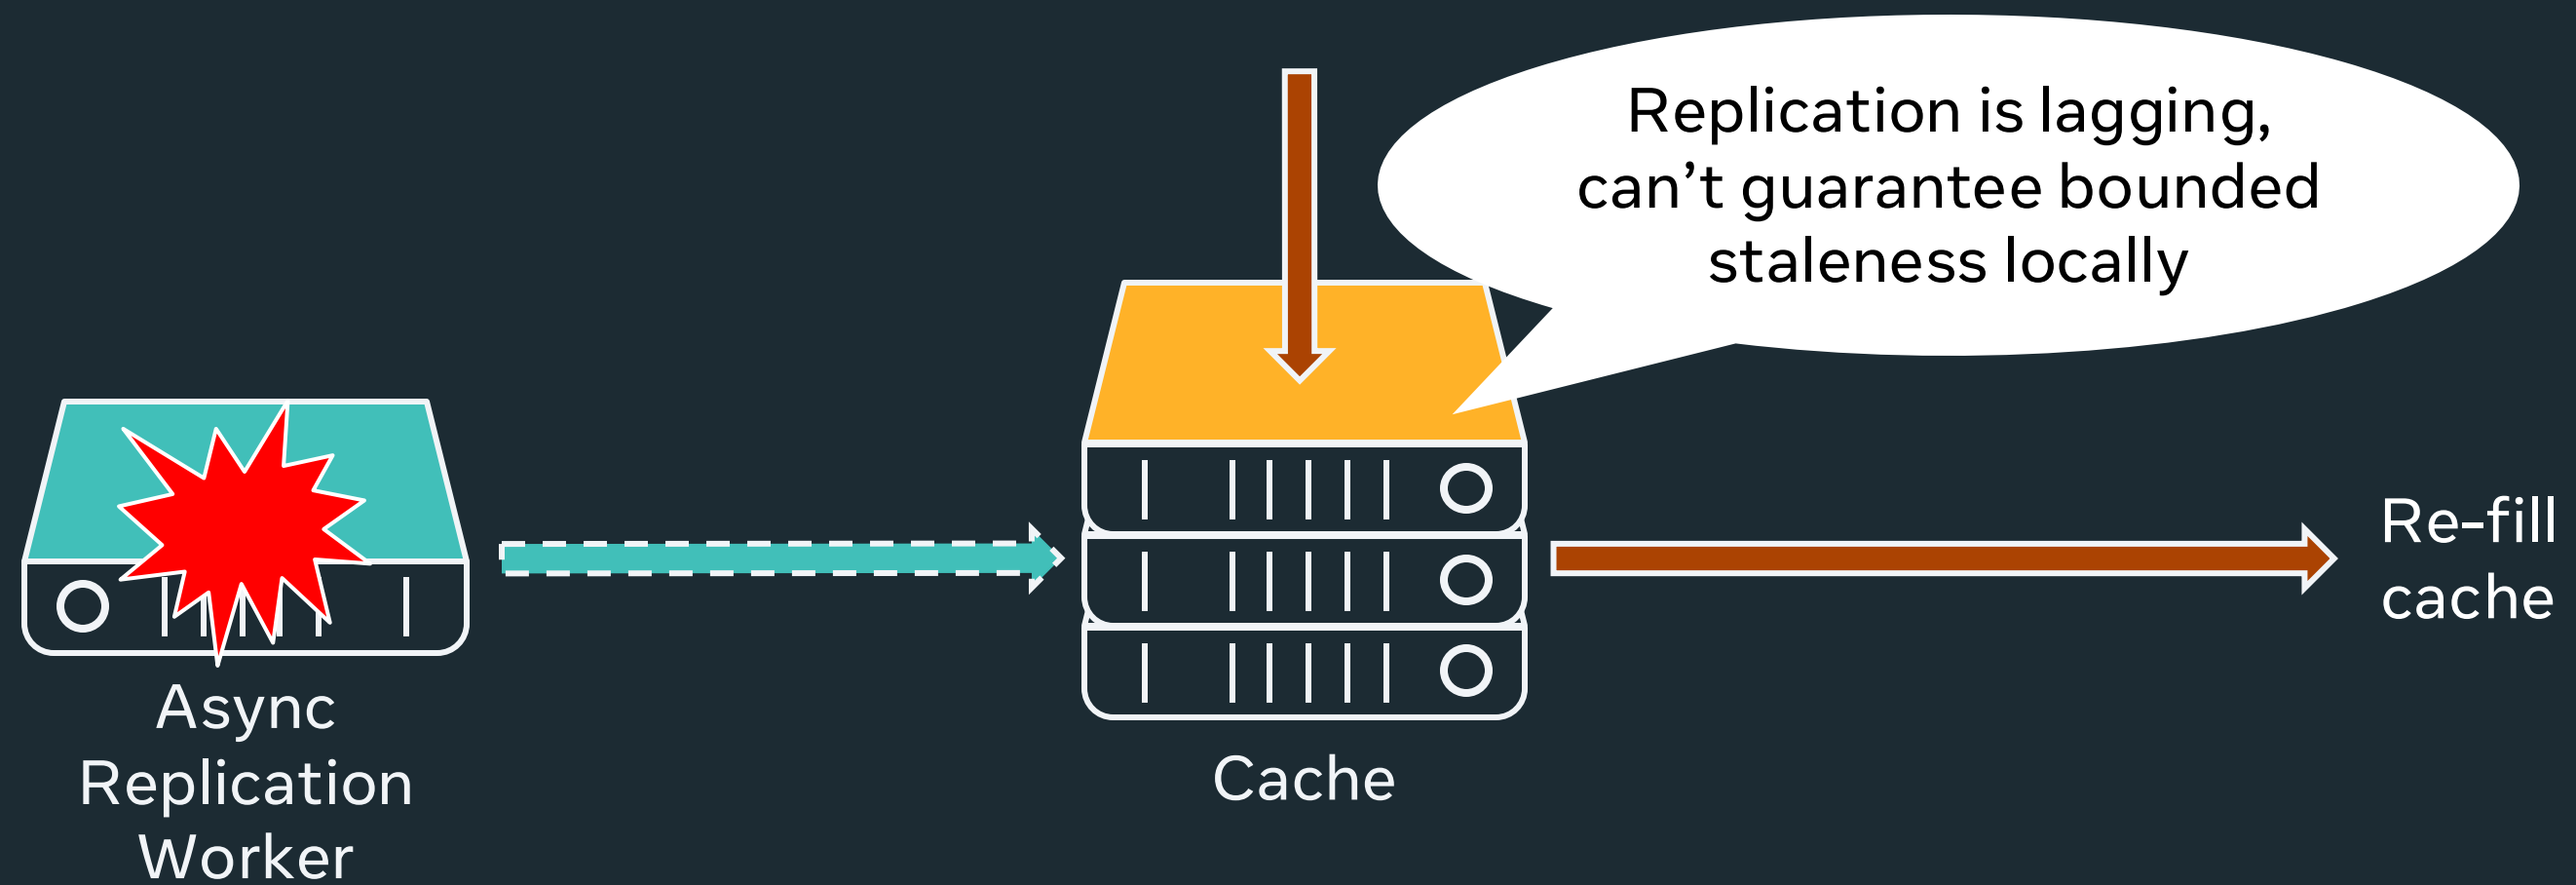 Replication is lagging,
can’t guarantee bounded
staleness locally
Re-fill
cache
Async
Replication
Worker
Cache